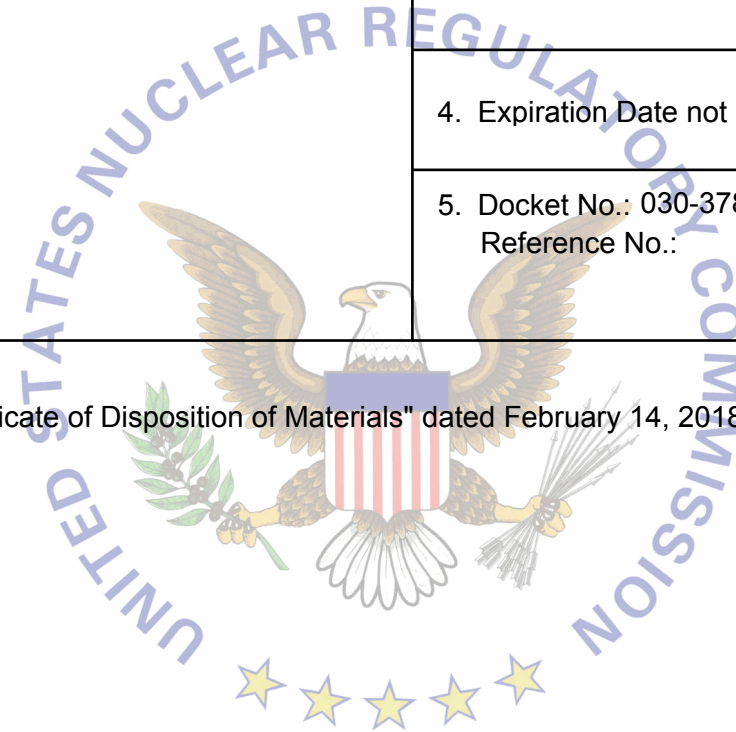 UNITED STATES NUCLEAR REGULATORY COMMISSION
4. Expiration Date not
5. Docket No.: 030-378
Reference No.:
icate of Disposition of Materials" dated February 14, 2018